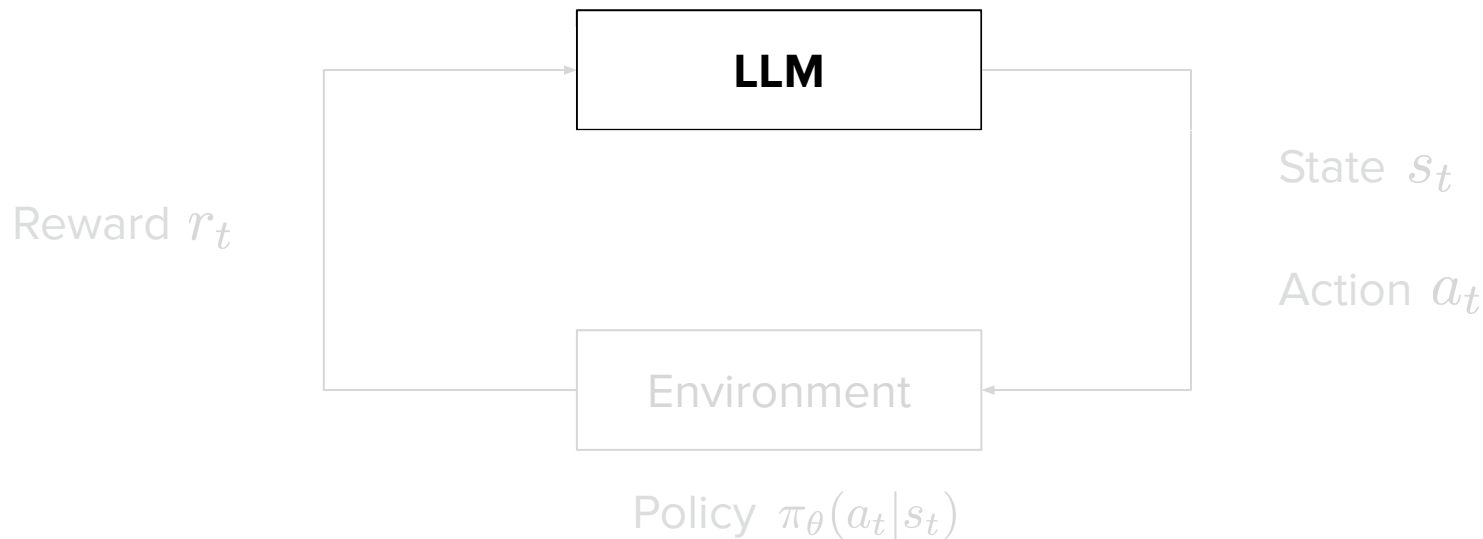 LLM
State s_t
Reward r_t
Action a_t
Environment
Policy π_θ(a_t|s_t)